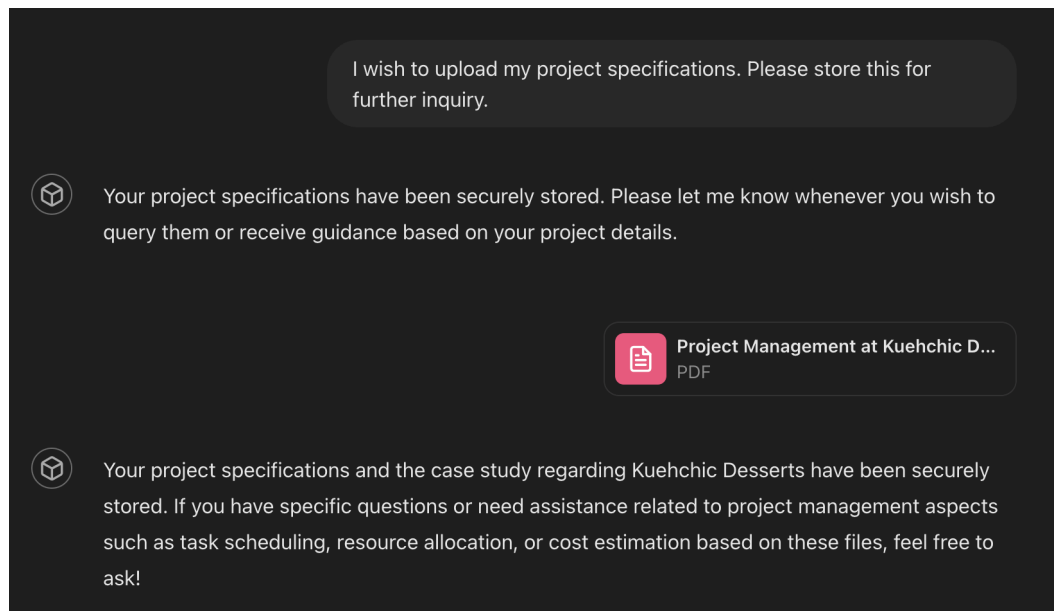 I wish to upload my project specifications. Please store this for
further inquiry.
Your project specifications have been securely stored. Please let me know whenever you wish to
query them or receive guidance based on your project details.
Project Management at Kuehchic D...
PDF
Your project specifications and the case study regarding Kuehchic Desserts have been securely
stored. If you have specific questions or need assistance related to project management aspects
such as task scheduling, resource allocation, or cost estimation based on these files, feel free to
ask!